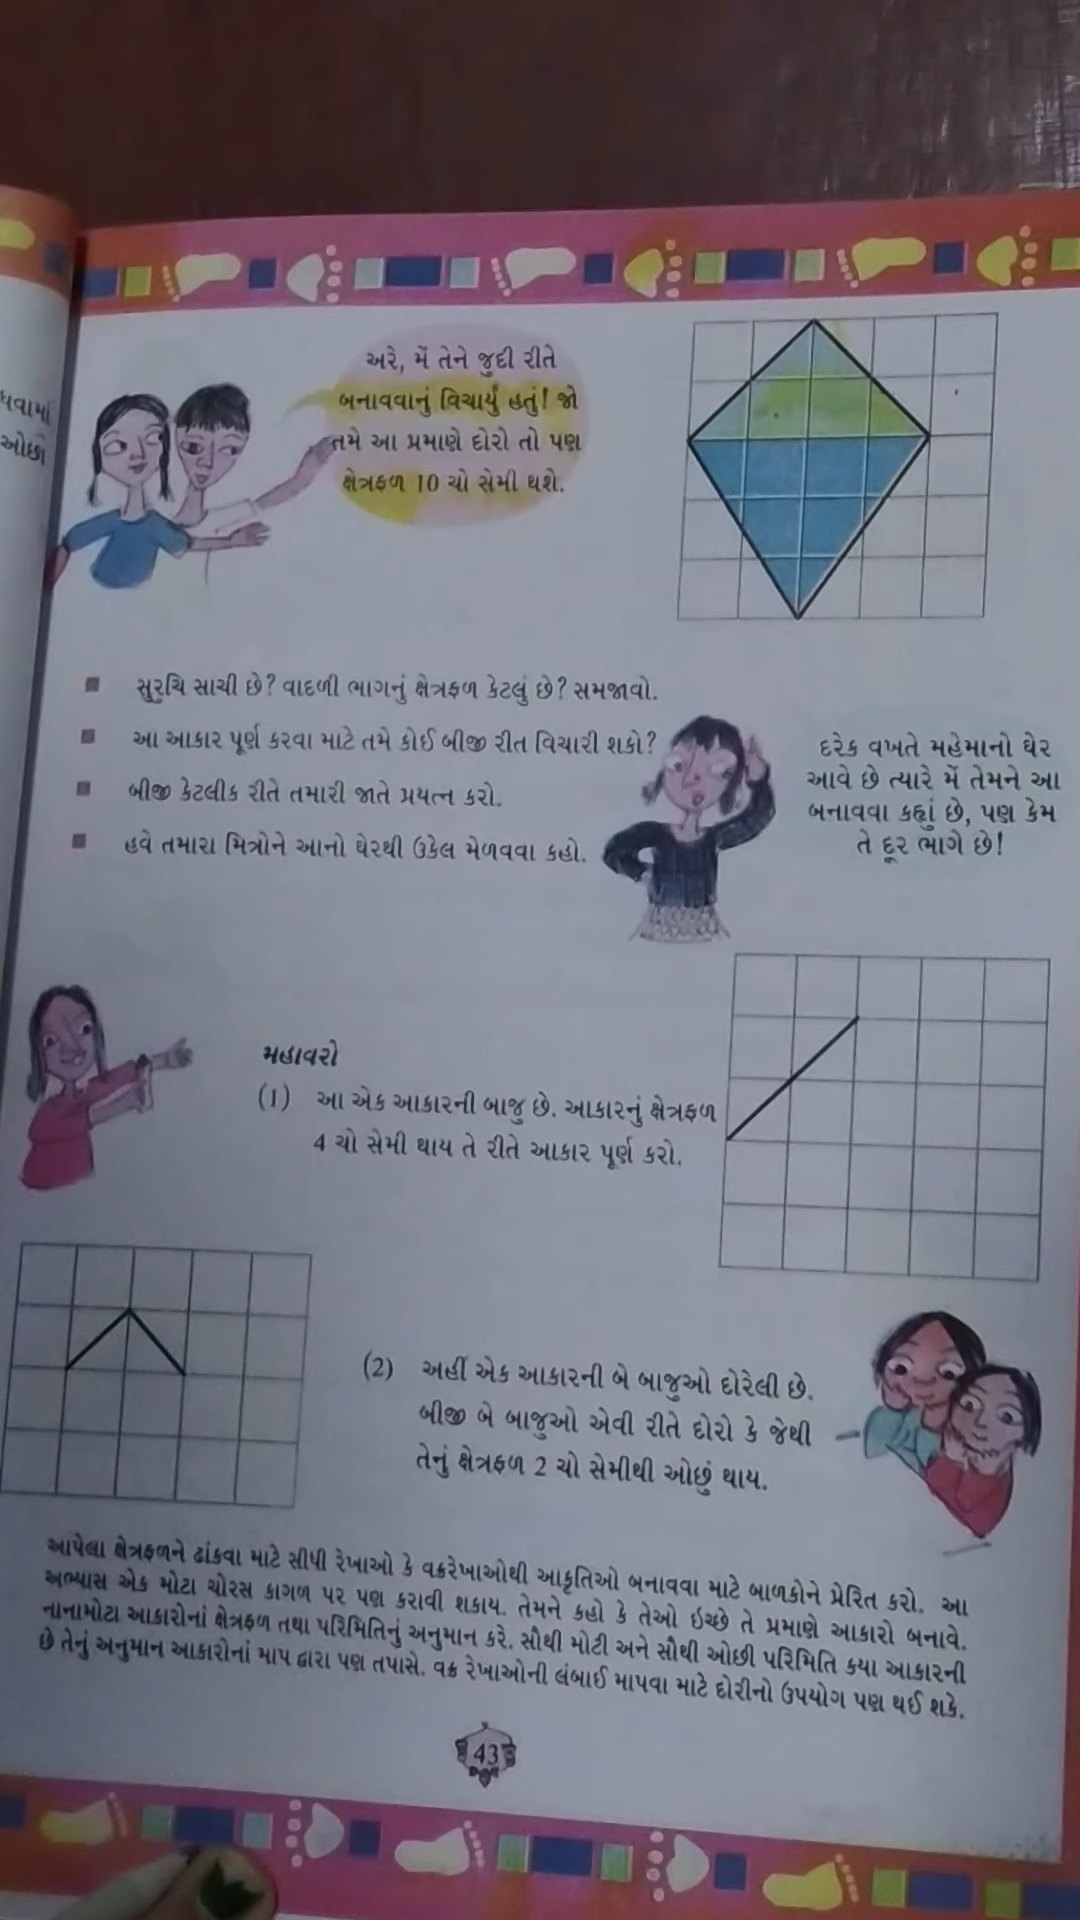 ધવામાં
ઓછો
અરે, મેં તેને જુદી રીતે
બનાવવાનું વિચાર્યું હતું! જો
તમે આ પ્રમાણે દોરો તો પણ
ક્ષેત્રફળ 10 ચો સેમી થશે.
સુરુચિ સાચી છે? વાદળી ભાગનું ક્ષેત્રફળ કેટલું છે? સમજાવો.
આ આકાર પૂર્ણ કરવા માટે તમે કોઈ બીજી રીત વિચારી શકો?
બીજી કેટલીક રીતે તમારી જાતે પ્રયત્ન કરો.
હવે તમારા મિત્રોને આનો ઘેરથી ઉકેલ મેળવવા કહો.
દરેક વખતે મહેમાનો ઘેર
આવે છે ત્યારે મેં તેમને આ
બનાવવા કહ્યું છે, પણ કેમ
તે દૂર ભાગે છે!
મહાવરો
(1) આ એક આકારની બાજુ છે. આકારનું ક્ષેત્રફળ
4 ચો સેમી થાય તે રીતે આકાર પૂર્ણ કરો.
(2) અહીં એક આકારની બે બાજુઓ દોરેલી છે.
બીજી બે બાજુઓ એવી રીતે દોરો કે જેથી
તેનું ક્ષેત્રફળ 2 ચો સેમીથી ઓછું થાય.
આપેલા ક્ષેત્રફળને ઢાંકવા માટે સીધી રેખાઓ કે વક્રરેખાઓથી આકૃતિઓ બનાવવા માટે બાળકોને પ્રેરિત કરો. આ
અભ્યાસ એક મોટા ચોરસ કાગળ પર પણ કરાવી શકાય. તેમને કહો કે તેઓ ઇચ્છે તે પ્રમાણે આકારો બનાવે.
નાનામોટા આકારોનાં ક્ષેત્રફળ તથા પરિમિતિનું અનુમાન કરે. સૌથી મોટી અને સૌથી ઓછી પરિમિતિ કયા આકારની
છે તેનું અનુમાન આકારોનાં માપ દ્વારા પણ તપાસે. વક્ર રેખાઓની લંબાઈ માપવા માટે દોરીનો ઉપયોગ પણ થઈ શકે.
43